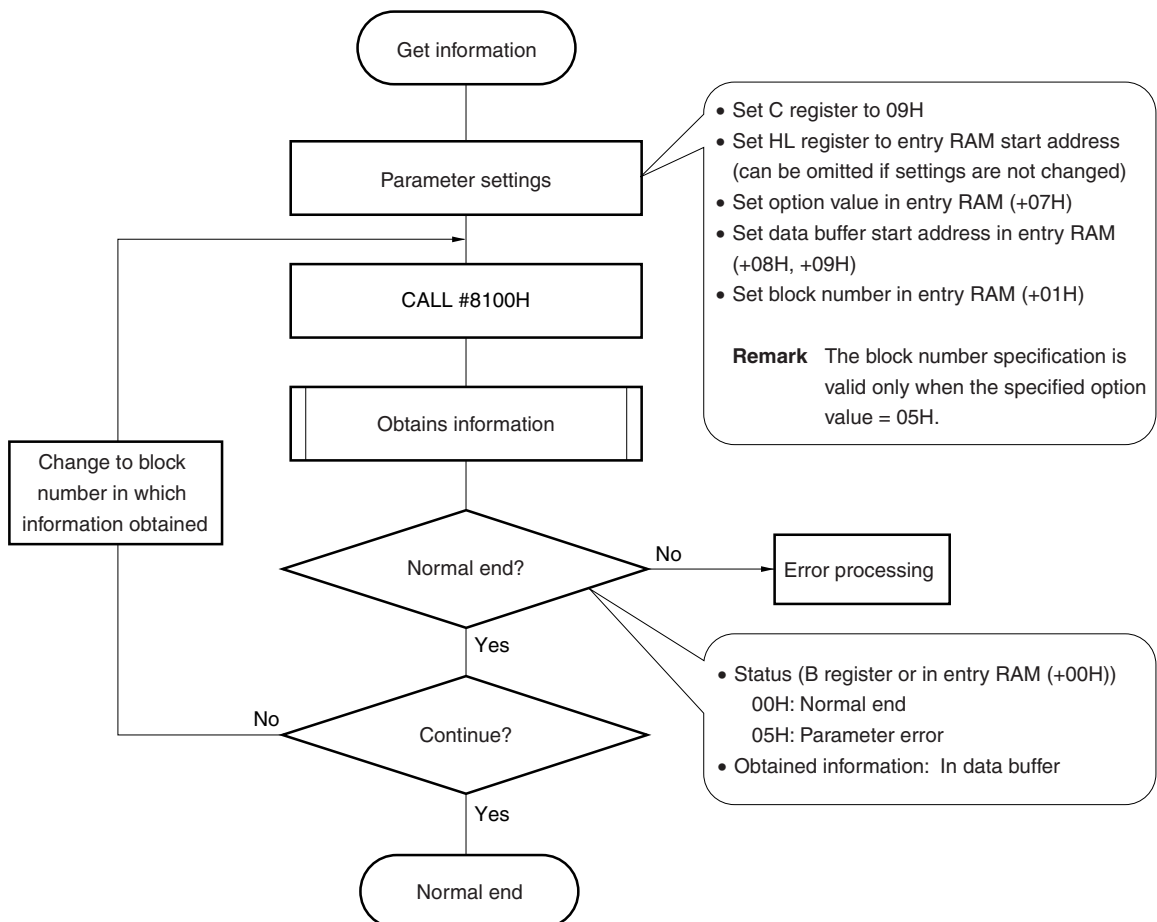 Get information
Parameter settings
• Set C register to 09H
• Set HL register to entry RAM start address
(can be omitted if settings are not changed)
• Set option value in entry RAM (+07H)
• Set data buffer start address in entry RAM
(+08H, +09H)
• Set block number in entry RAM (+01H)
Remark The block number specification is
valid only when the specified option
value = 05H.
CALL #8100H
Obtains information
Change to block
number in which
information obtained
Normal end?
No
Error processing
Yes
• Status (B register or in entry RAM (+00H))
00H: Normal end
05H: Parameter error
• Obtained information: In data buffer
No
Continue?
Yes
Normal end